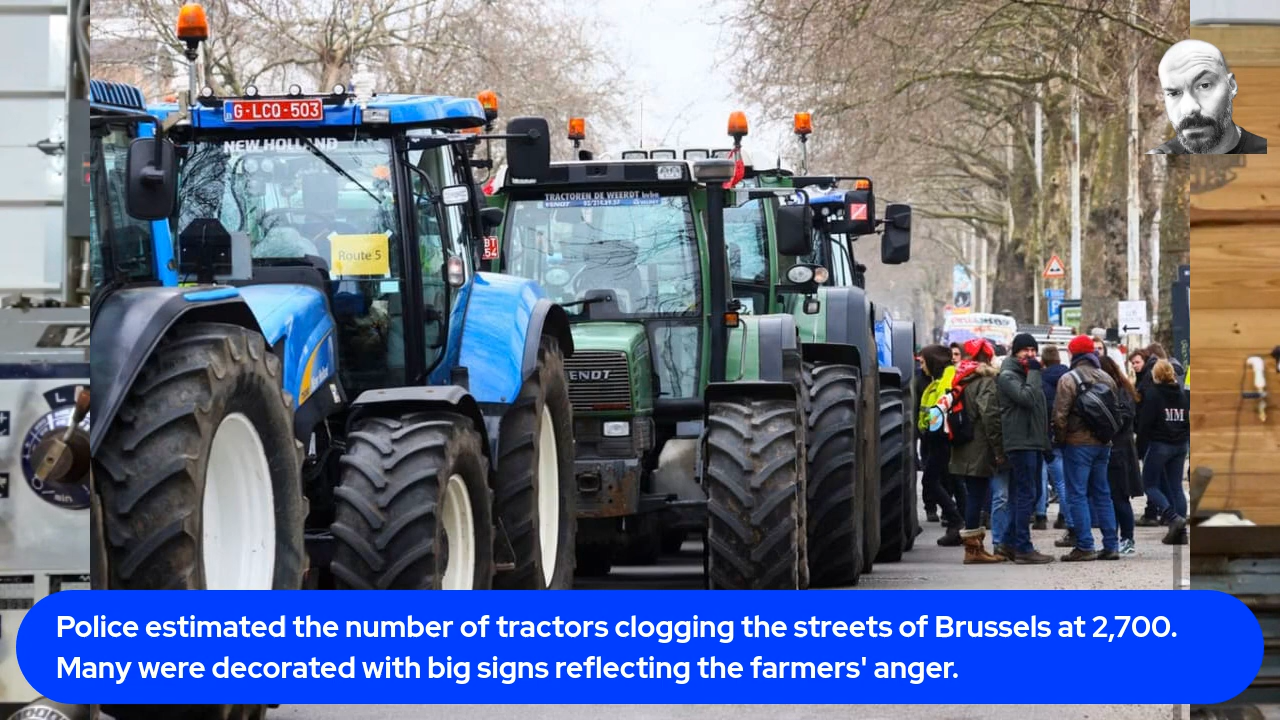 G-LCQ-503
NEW HOLLAND
Route 5
TRACTOREN DE WEERDT bvba
FENDT
FENDT
MM
Police estimated the number of tractors clogging the streets of Brussels at 2,700.
Many were decorated with big signs reflecting the farmers' anger.